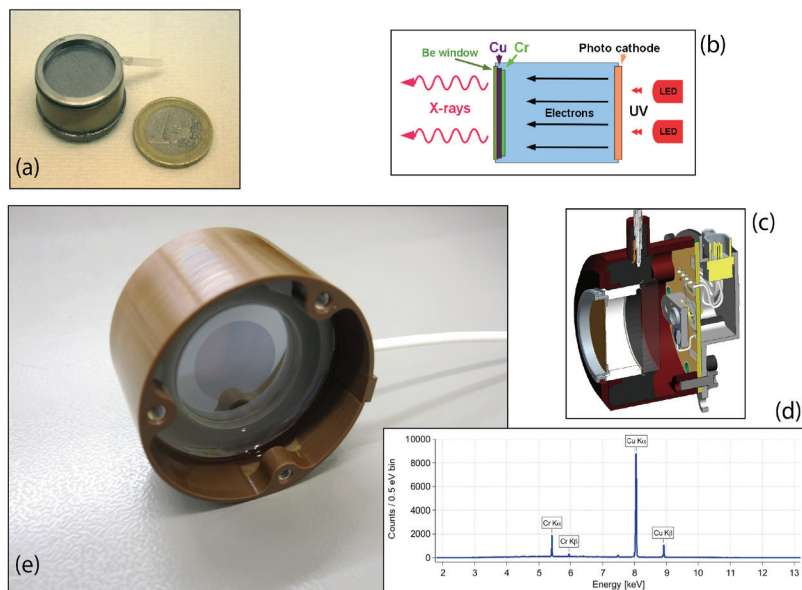 (a)
(b)
Be window
Cu
Cr
Photo cathode
X-rays
Electrons
UV
LED
LED
(c)
(d)
10000
8000
6000
4000
2000
0
Counts / 0.5 eV bin
Cu Kα
Cr Kα
Cr Kβ
Cu Kβ
2 3 4 5 6 7 8 9 10 11 12 13
Energy [keV]
(e)